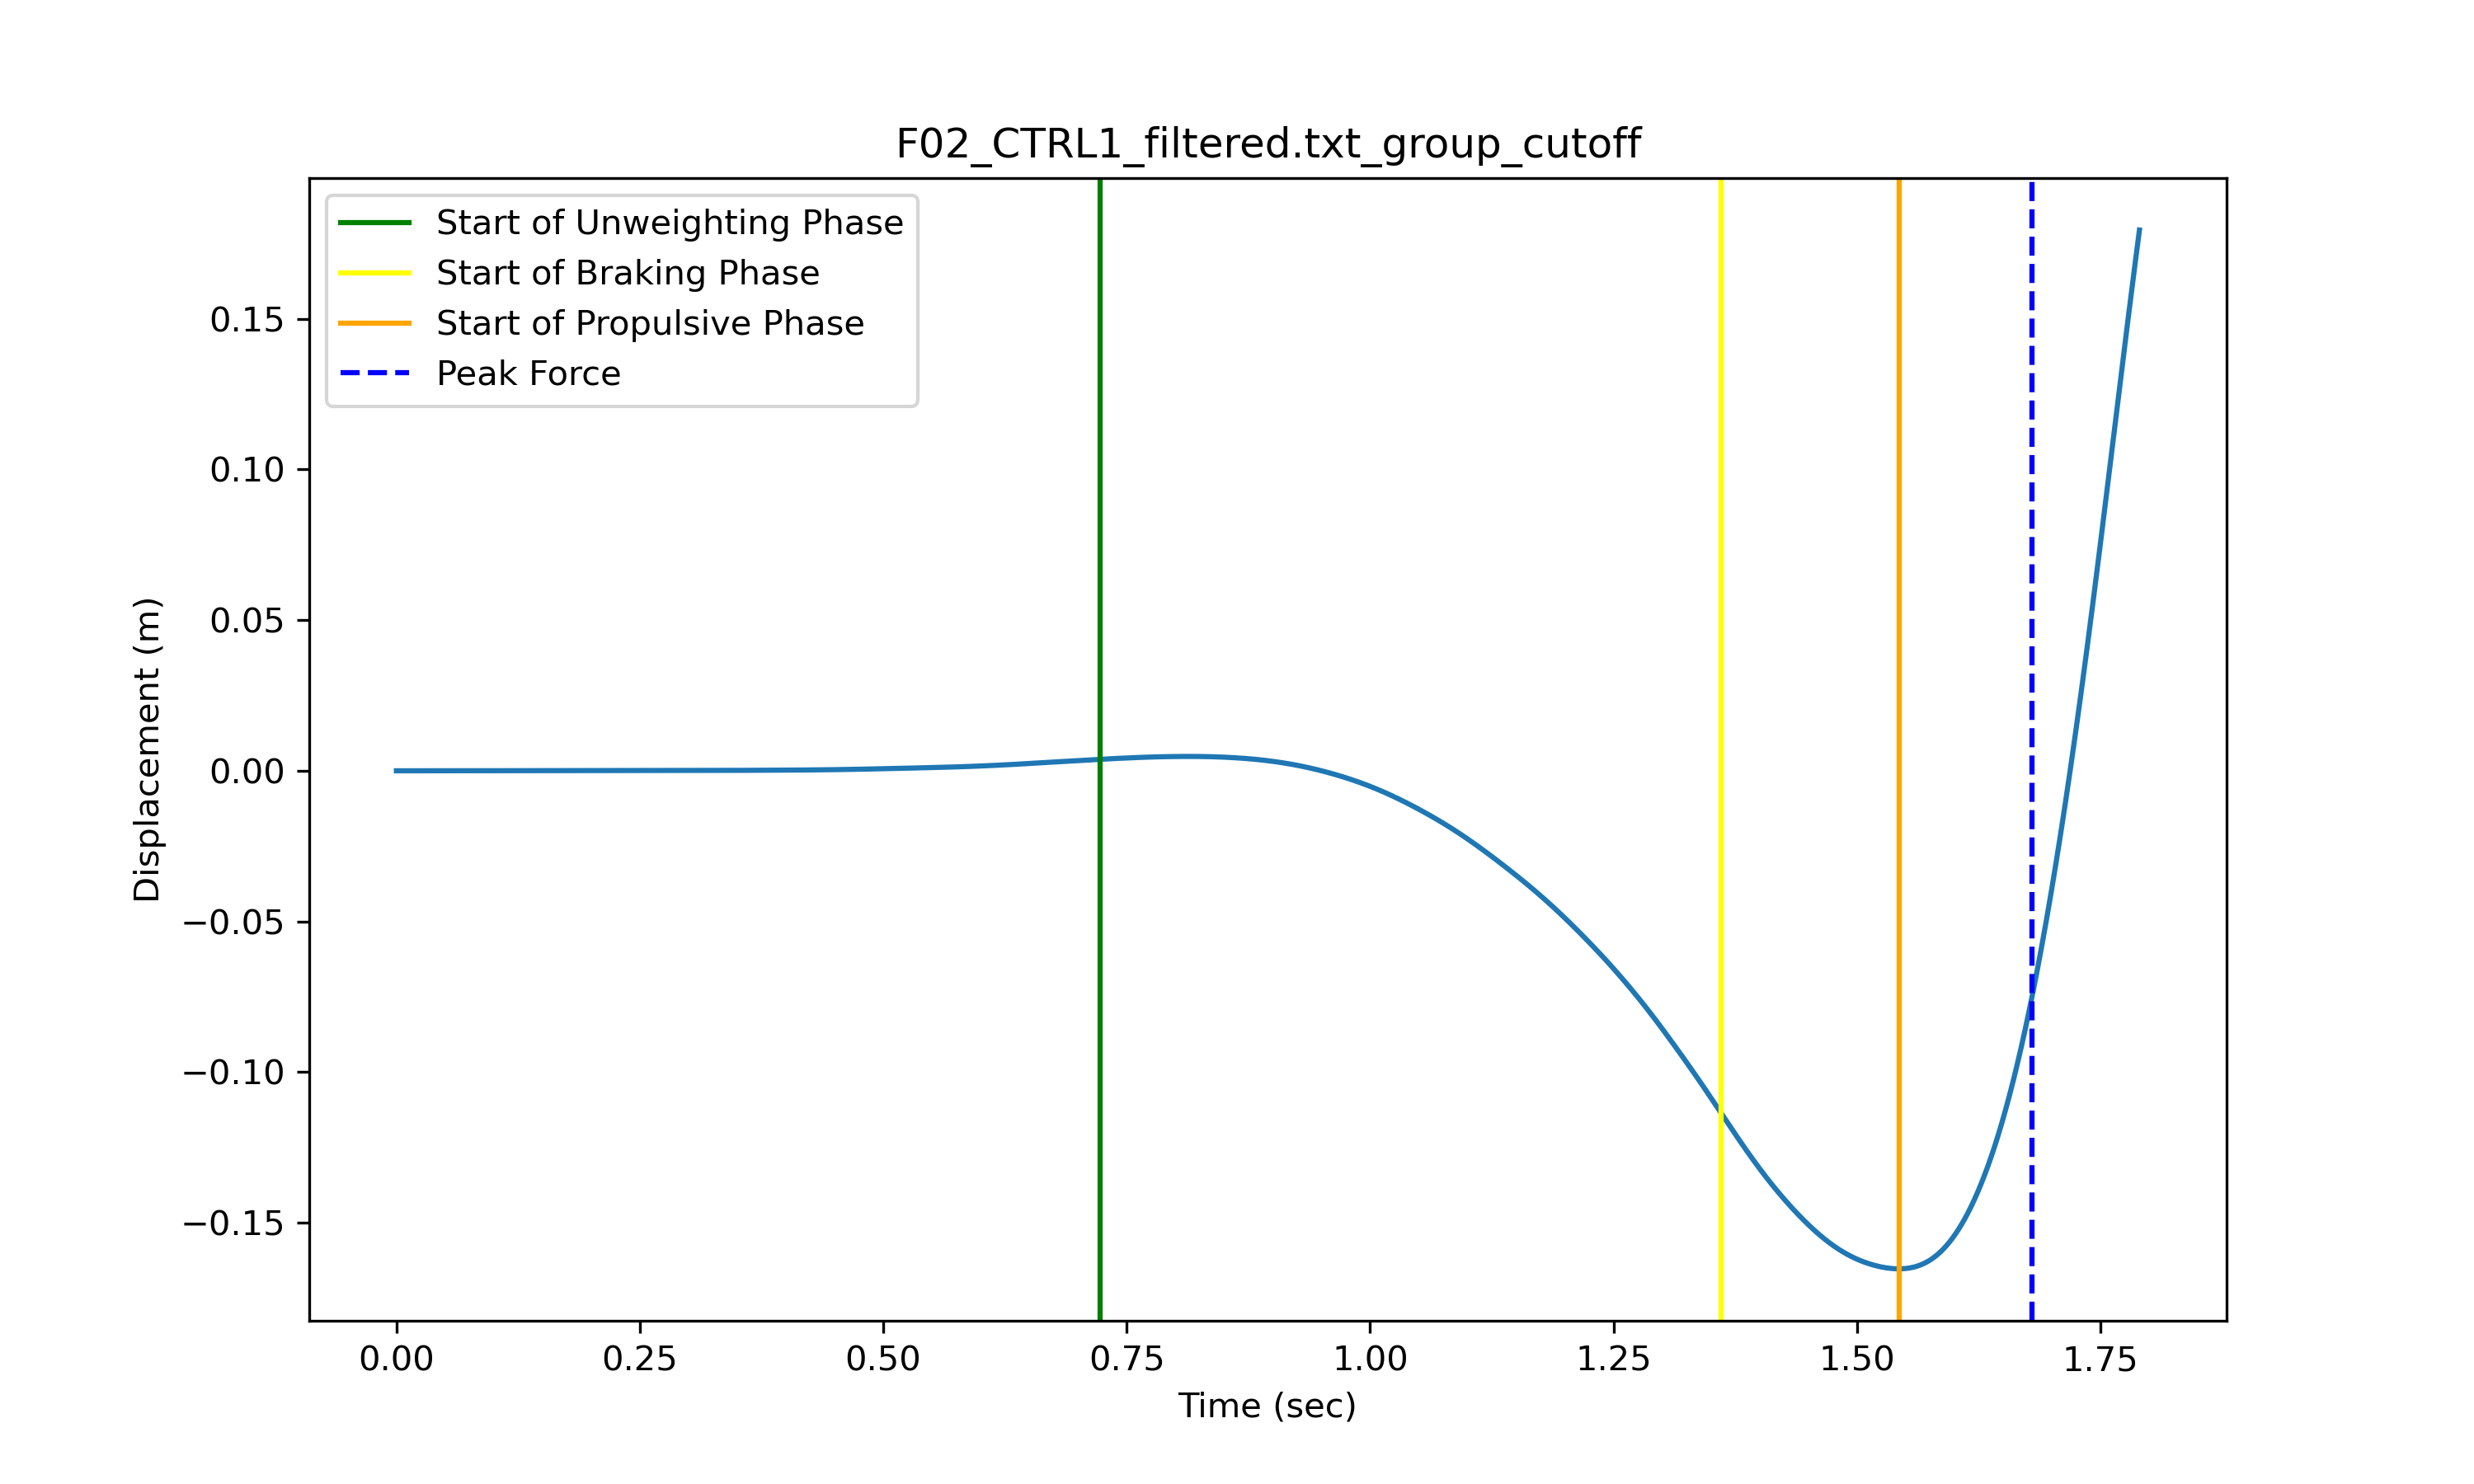 F02_CTRL1_filtered.txt_group_cutoff
Start of Unweighting Phase
Start of Braking Phase
Start of Propulsive Phase
Peak Force
0.15
0.10
0.05
0.00
−0.05
−0.10
−0.15
Displacement (m)
0.00 0.25 0.50 0.75 1.00 1.25 1.50 1.75
Time (sec)